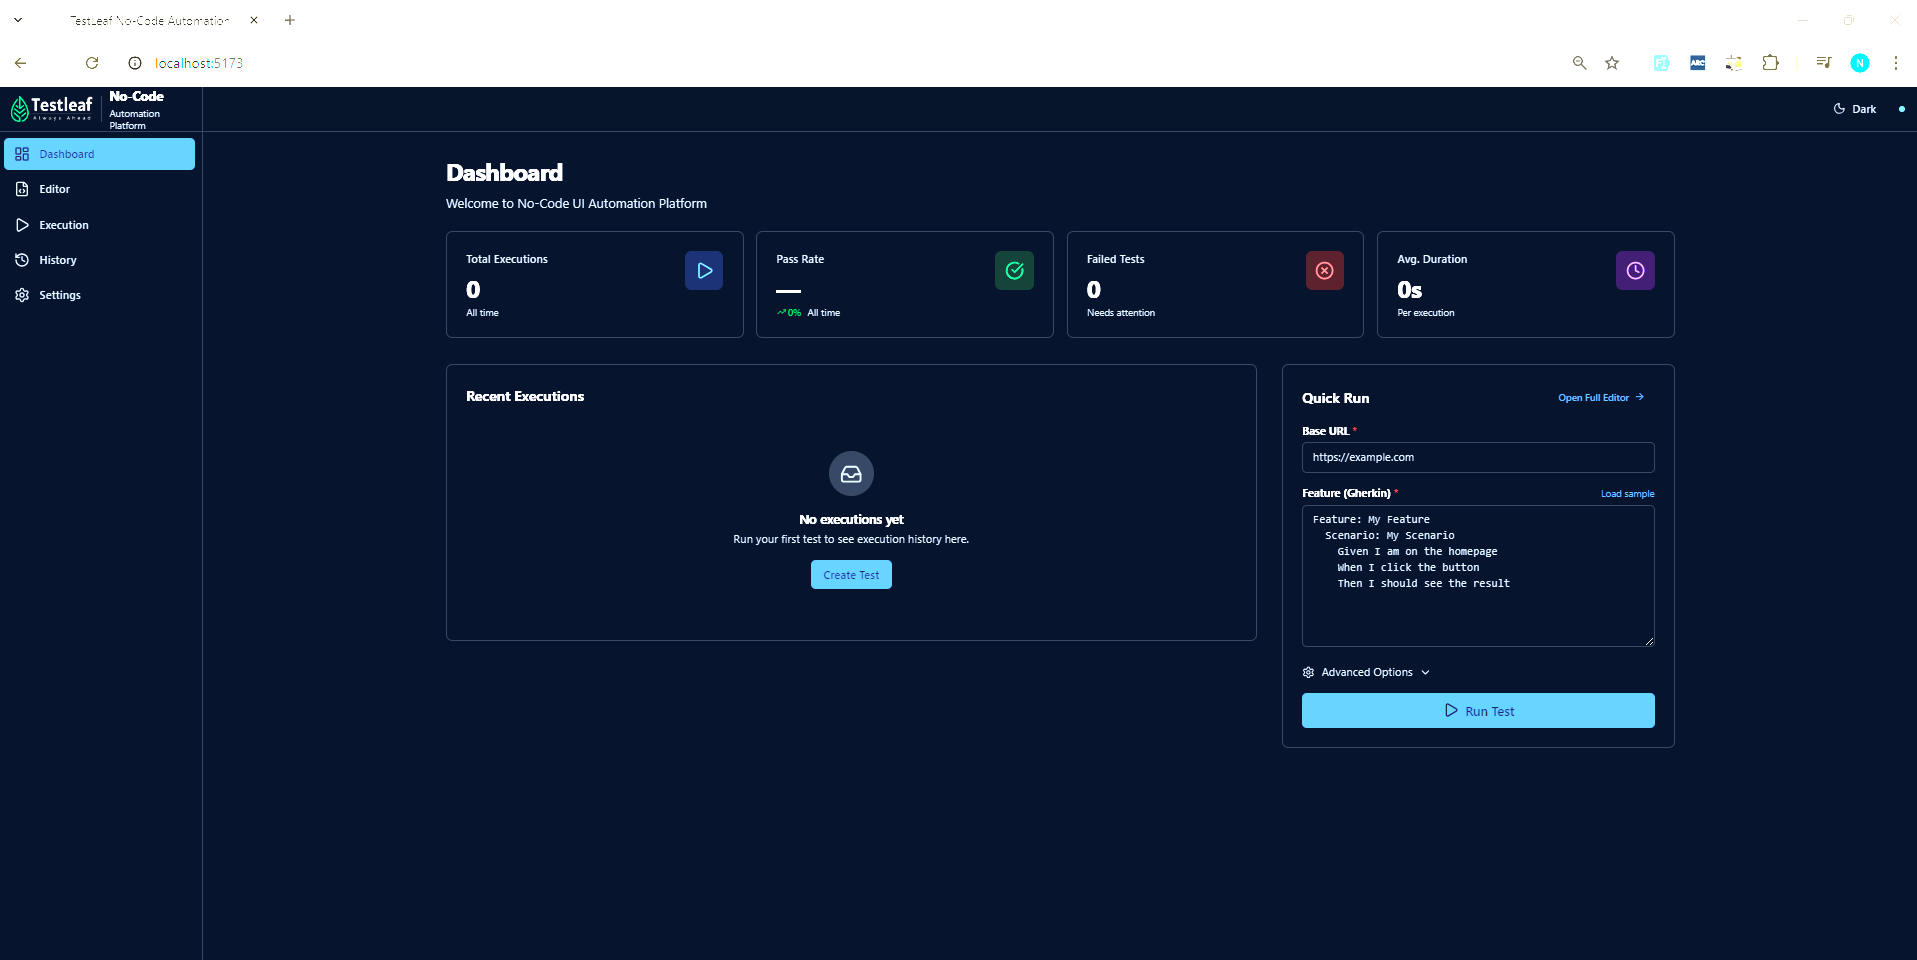 TestLeaf No-Code Automation
localhost:5173
ARC
N
Testleaf
Always Ahead
No-Code
Automation
Platform
Dark
Dashboard
Editor
Execution
History
Settings
Dashboard
Welcome to No-Code UI Automation Platform
Total Executions
0
All time
Pass Rate
—
0% All time
Failed Tests
0
Needs attention
Avg. Duration
0s
Per execution
Recent Executions
No executions yet
Run your first test to see execution history here.
Create Test
Quick Run
Open Full Editor →
Base URL *
https://example.com
Feature (Gherkin) *
Load sample
Feature: My Feature
Scenario: My Scenario
Given I am on the homepage
When I click the button
Then I should see the result
Advanced Options
Run Test